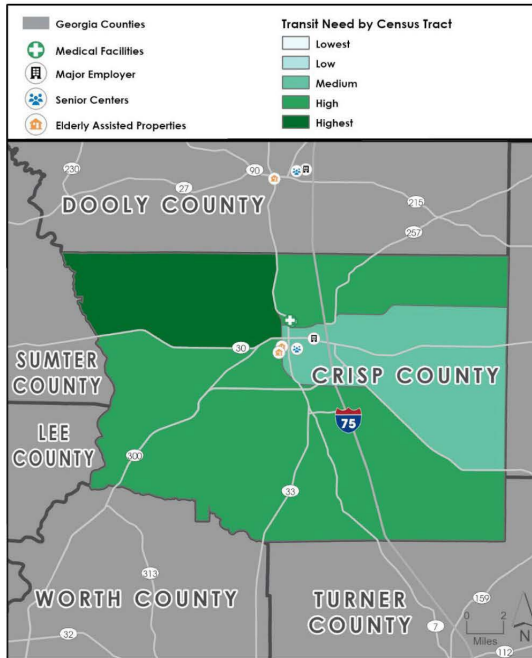 Georgia Counties
Medical Facilities
Major Employer
Senior Centers
Elderly Assisted Properties
Transit Need by Census Tract
Lowest
Low
Medium
High
Highest
230
90
27
DOOLY COUNTY
215
257
30
SUMTER
COUNTY
CRISP COUNTY
LEE
COUNTY
75
300
33
313
WORTH COUNTY
TURNER
COUNTY
159
32
7
112
0 2
Miles
N